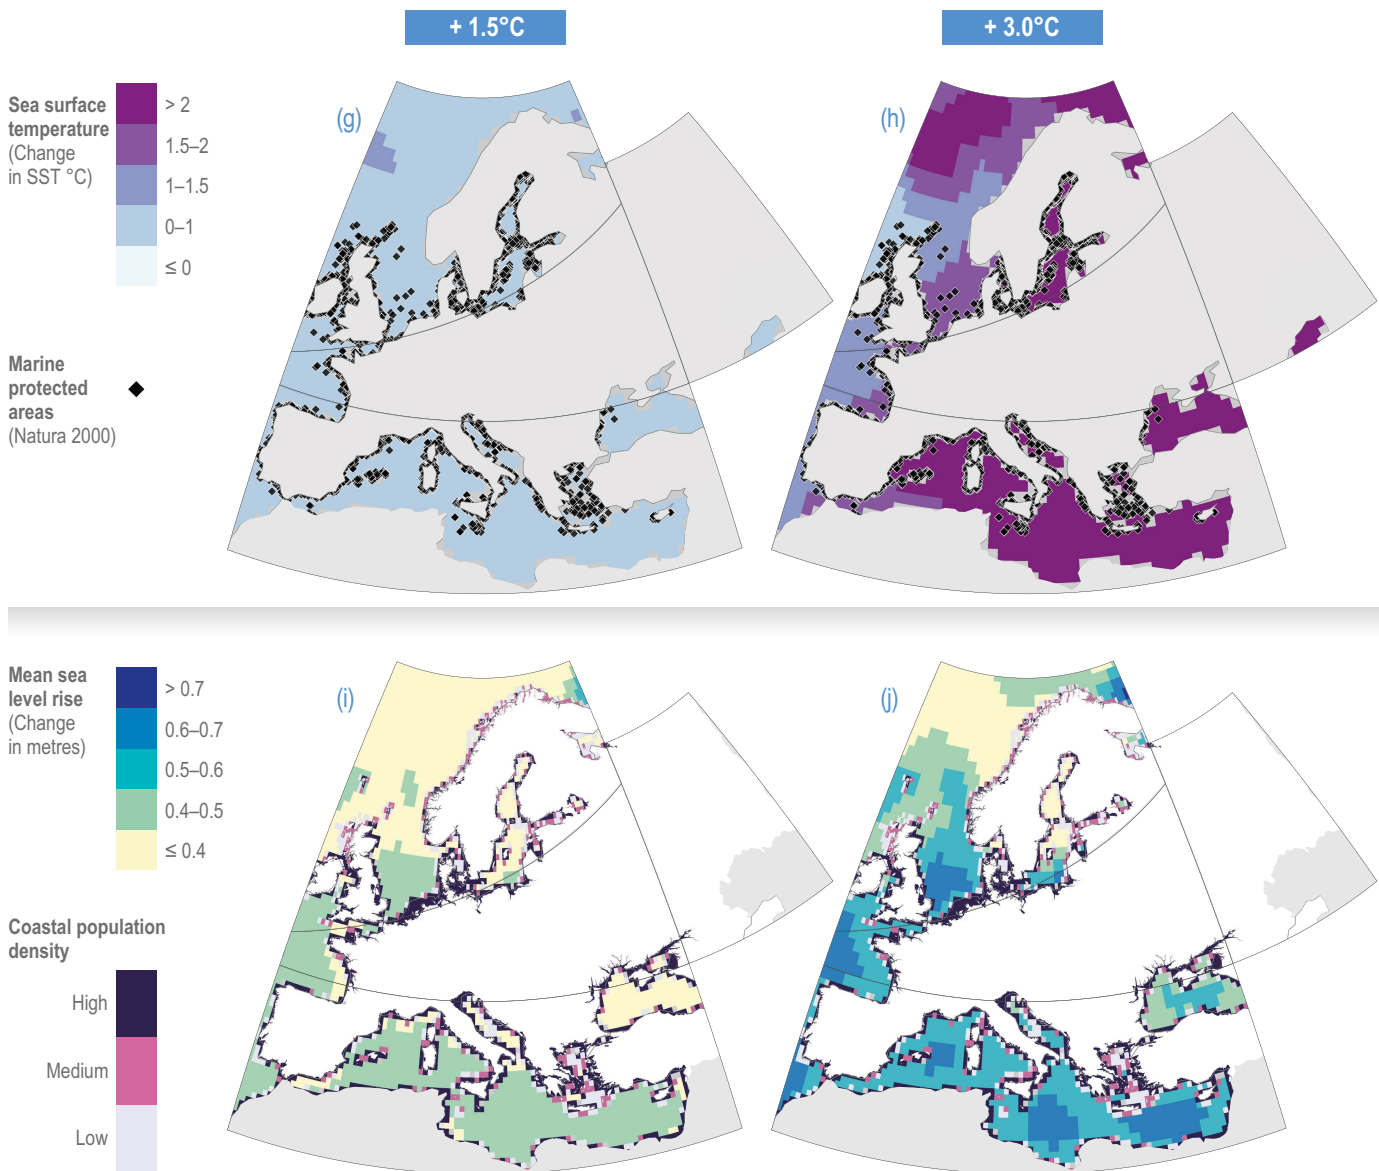 + 1.5°C
+ 3.0°C
Sea surface
temperature
(Change
in SST °C)
> 2
1.5–2
1–1.5
0–1
≤ 0
(g)
(h)
Marine
protected
areas
(Natura 2000)
Mean sea
level rise
(Change
in metres)
> 0.7
0.6–0.7
0.5–0.6
0.4–0.5
≤ 0.4
(i)
(j)
Coastal population
density
High
Medium
Low